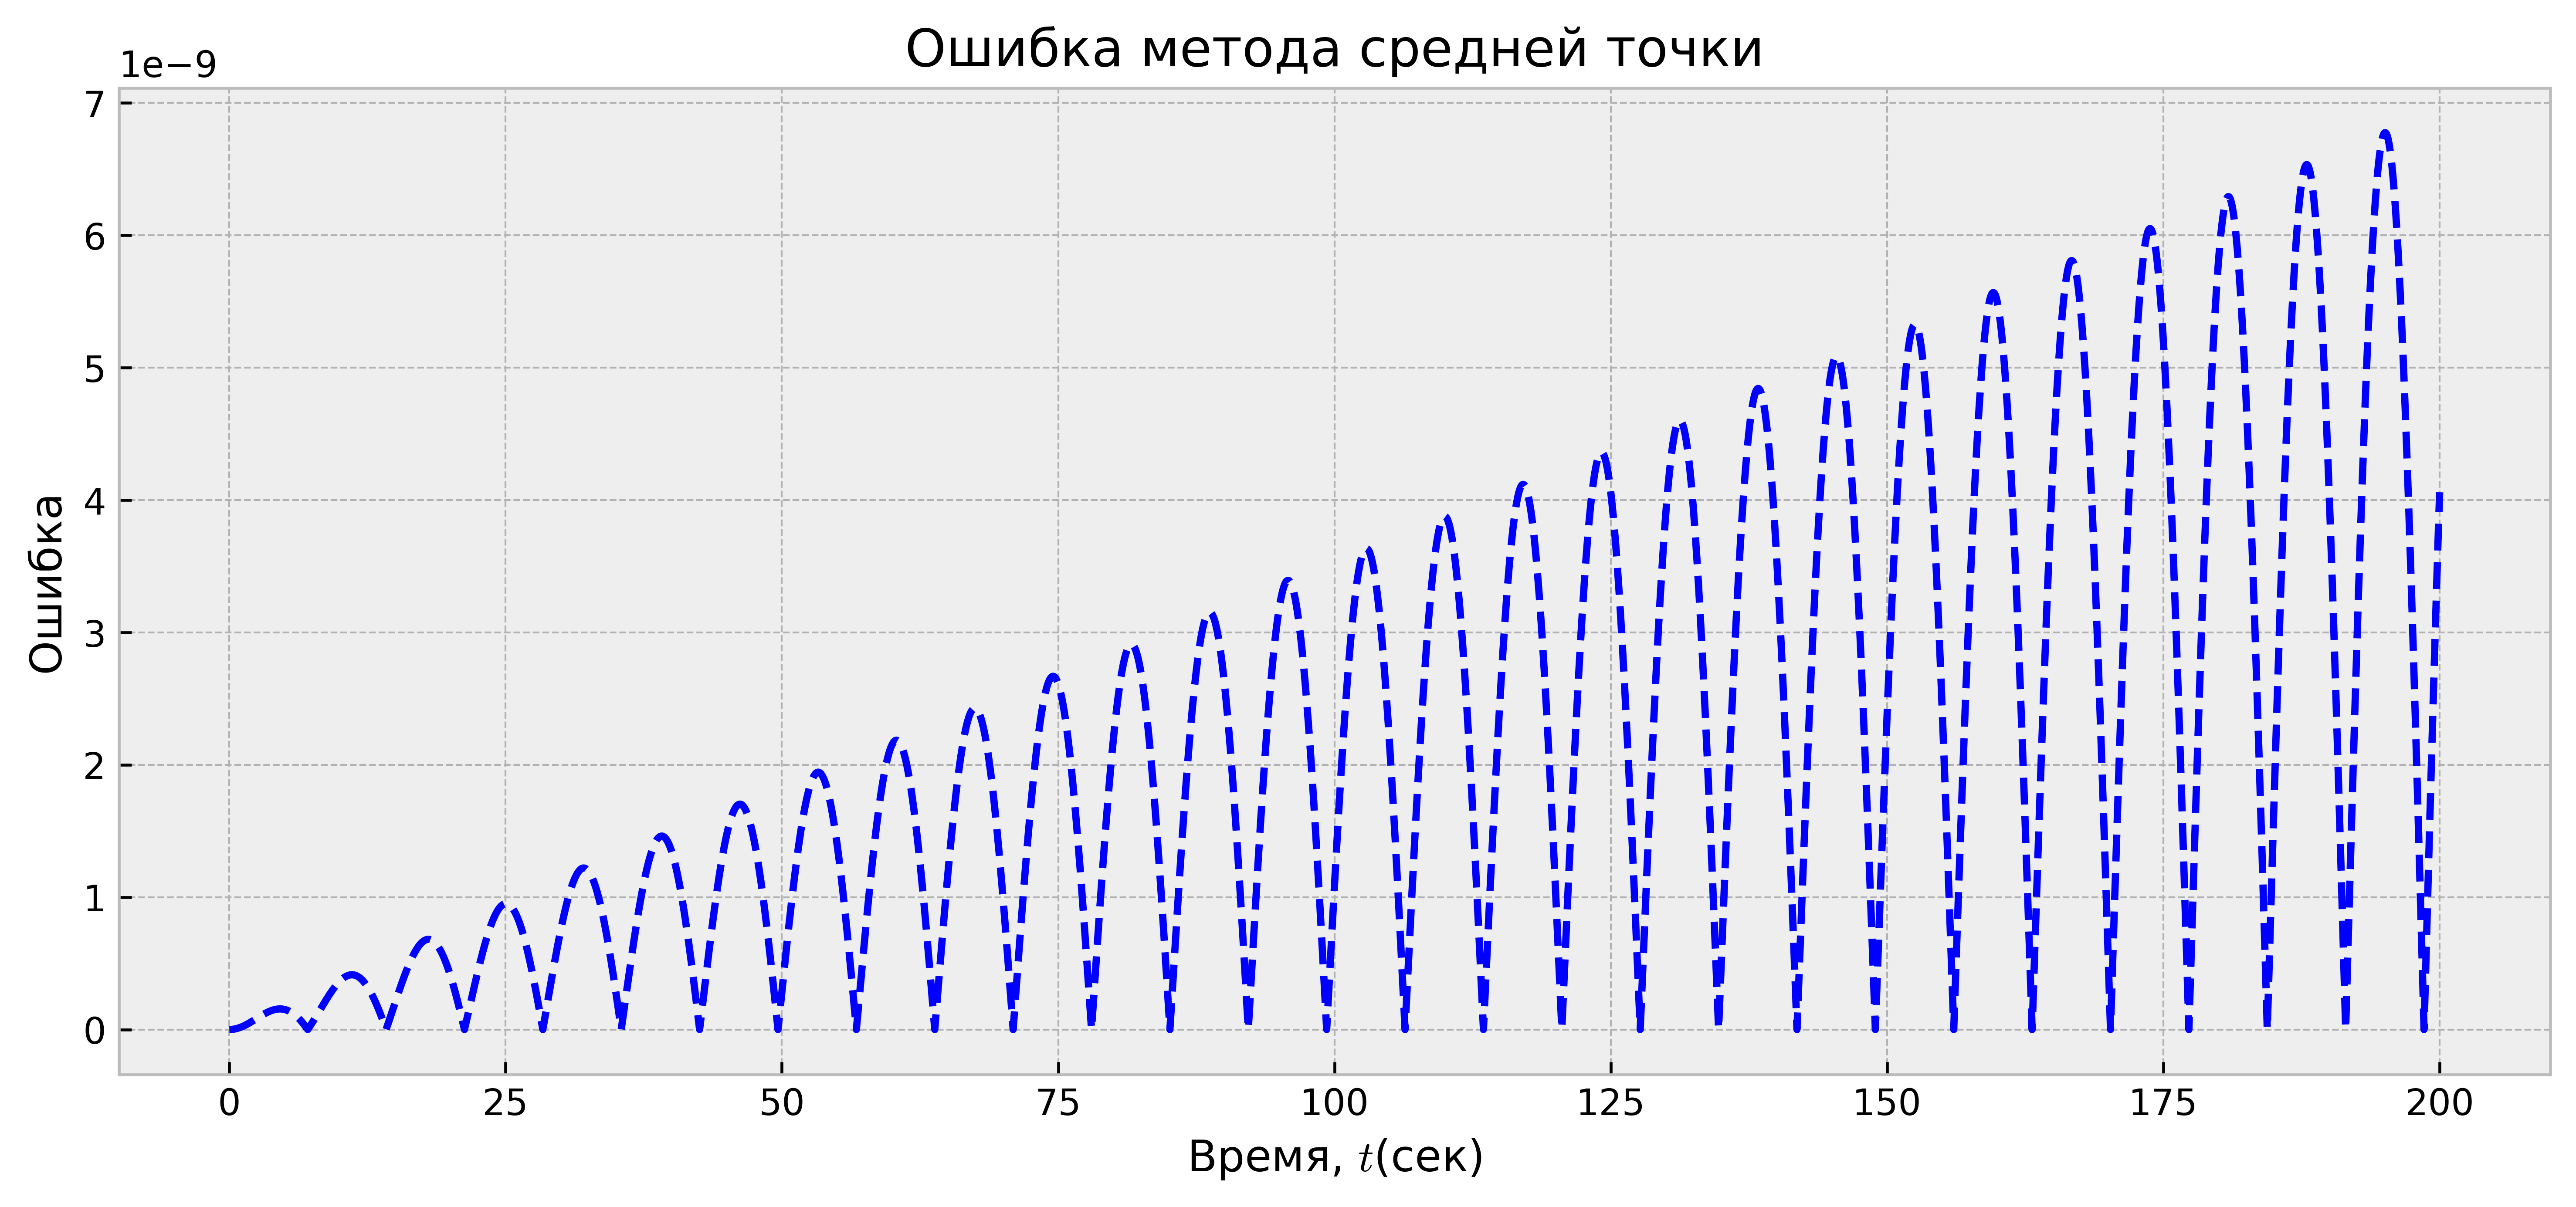 Ошибка метода средней точки
1e−9
7
6
5
4
3
2
1
0
Ошибка
0 25 50 75 100 125 150 175 200
Время, t(сек)